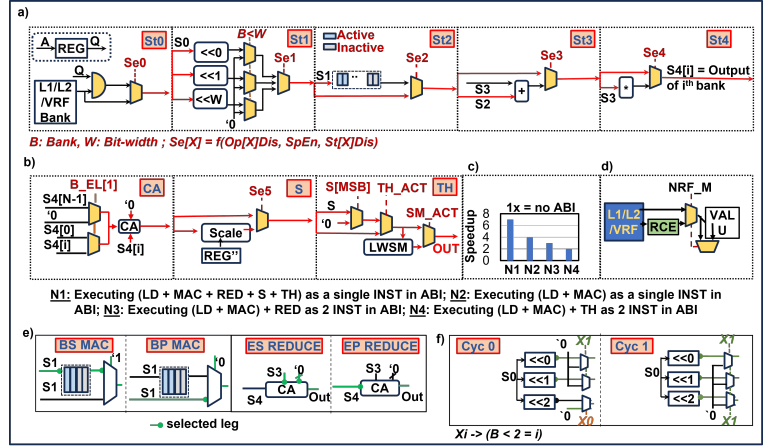 a)
A REG Q
St0
St1
St2
St3
St4
B<W
Active
Inactive
Q
Se0
L1/L2
/VRF
Bank
S0
<<0
<<1
<<W
'0
Se1
S1
..
Se2
S3
S2
+
Se3
S3
*
Se4
S4[i] = Output
of ith bank
B: Bank, W: Bit-width ; Se[X] = f(Op[X]Dis, SpEn, St[X]Dis)
b)
B_EL[1]
CA
S4[N-1]
'0
S4[0]
S4[i]
'0
CA
S4[i]
S
Se5
Scale
REG''
S[MSB]
TH_ACT
TH
S
'0
SM_ACT
LWSM
OUT
c)
1x = no ABI
Speedup
8
6
4
2
0
N1 N2 N3 N4
d)
NRF_M
L1/L2
/VRF
RCE
VAL
U
N1: Executing (LD + MAC + RED + S + TH) as a single INST in ABI; N2: Executing (LD + MAC) as a single INST in
ABI; N3: Executing (LD + MAC) + RED as 2 INST in ABI; N4: Executing (LD + MAC) + TH as 2 INST in ABI
e)
BS MAC
BP MAC
ES REDUCE
EP REDUCE
S1
S1
'1
S1
S1
'0
S3 '0
CA
S4
Out
S3 '0
CA
S4
Out
selected leg
f)
Cyc 0
`0
X1
S0
<<0
<<1
<<2
`0
X0
Cyc 1
`0
X1
S0
<<0
<<1
<<2
`0
X1
Xi -> (B < 2 = i)